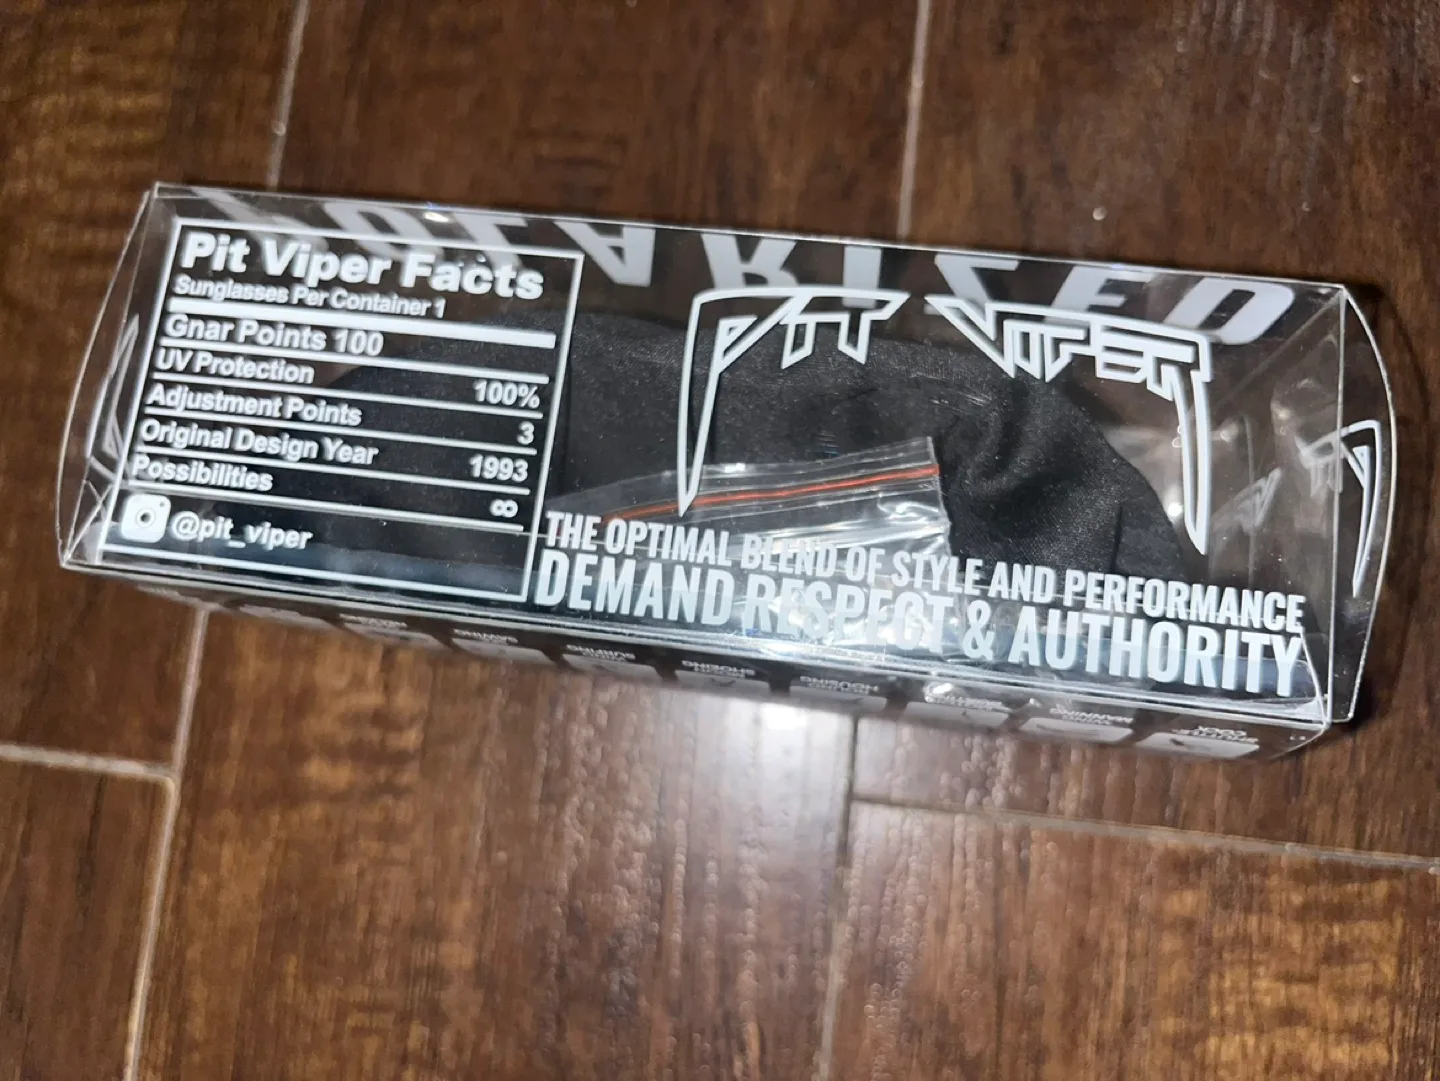 POLARIZED
Pit Viper Facts
Sunglasses Per Container 1
Gnar Points 100
UV Protection 100%
Adjustment Points 3
Original Design Year 1993
Possibilities ∞
@pit_viper
PIT VIPER
THE OPTIMAL BLEND OF STYLE AND PERFORMANCE
DEMAND RESPECT & AUTHORITY